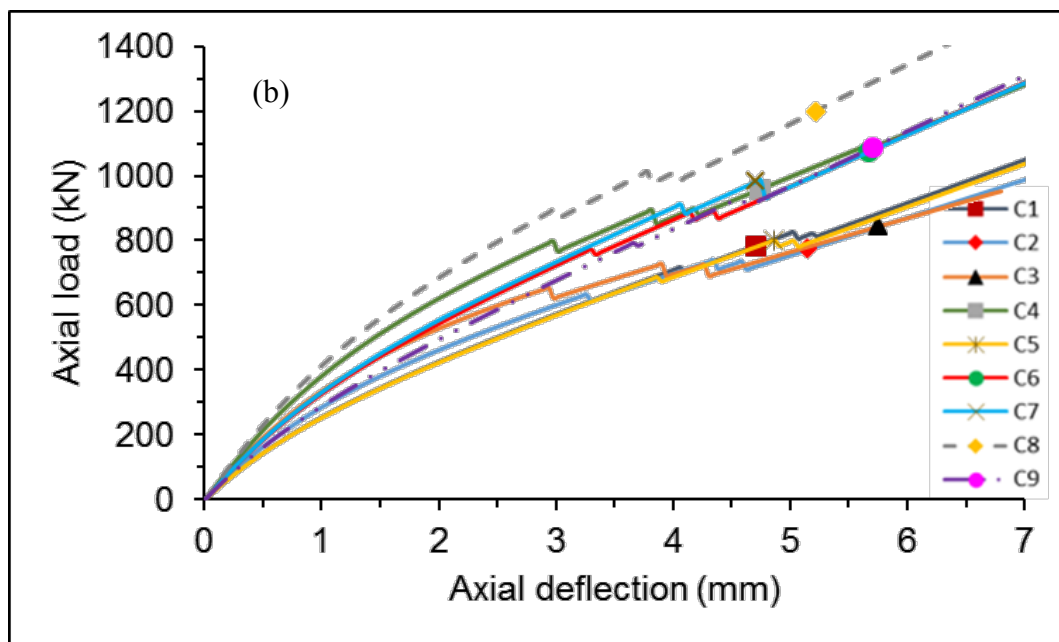 1400
(b)
1200
1000
800
600
400
200
0
Axial load (kN)
0 1 2 3 4 5 6 7
Axial deflection (mm)
C1
C2
C3
C4
C5
C6
C7
C8
C9